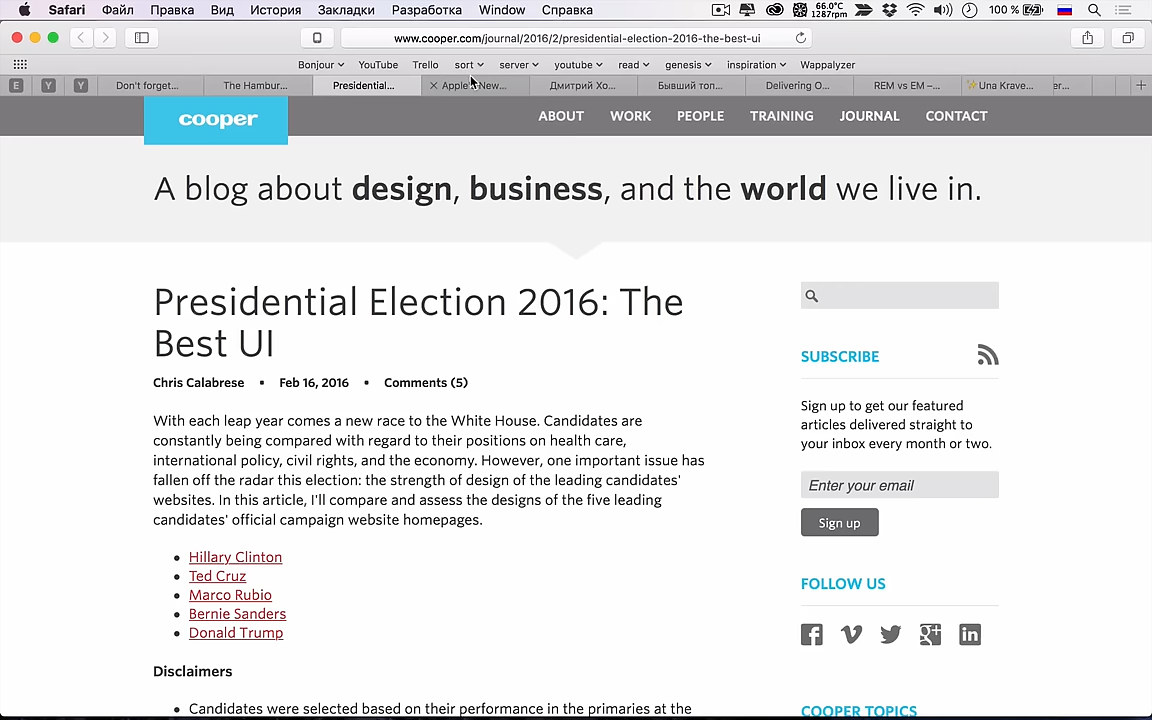 Safari Файл Правка Вид История Закладки Разработка Window Справка 66.0°C 1287rpm 100 %
www.cooper.com/journal/2016/2/presidential-election-2016-the-best-ui
Bonjour YouTube Trello sort server youtube read genesis inspiration Wappalyzer
E Y Y Don't forget... The Hambur... Presidential... Apple New... Дмитрий Хо... Бывший топ... Delivering O... REM vs EM –... Una Krave... er...
cooper ABOUT WORK PEOPLE TRAINING JOURNAL CONTACT
A blog about design, business, and the world we live in.
Presidential Election 2016: The
Best UI
Chris Calabrese ▪ Feb 16, 2016 ▪ Comments (5)
With each leap year comes a new race to the White House. Candidates are
constantly being compared with regard to their positions on health care,
international policy, civil rights, and the economy. However, one important issue has
fallen off the radar this election: the strength of design of the leading candidates'
websites. In this article, I'll compare and assess the designs of the five leading
candidates' official campaign website homepages.
• Hillary Clinton
• Ted Cruz
• Marco Rubio
• Bernie Sanders
• Donald Trump
Disclaimers
• Candidates were selected based on their performance in the primaries at the
SUBSCRIBE
Sign up to get our featured
articles delivered straight to
your inbox every month or two.
Enter your email
Sign up
FOLLOW US
COOPER TOPICS